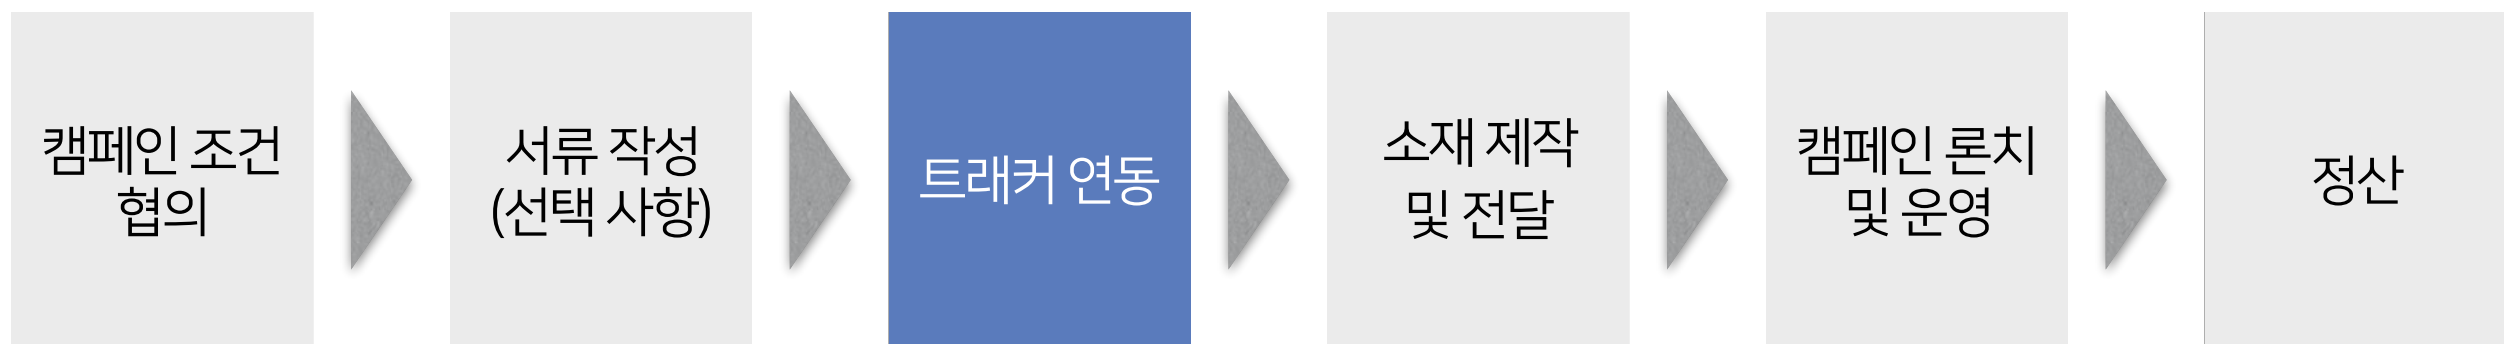 캠페인 조건
협의
서류 작성
(선택 사항)
트래커 연동
소재 제작
및 전달
캠페인 론치
및 운영
정산